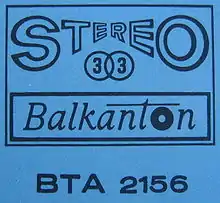 STEREO
33
Balkanton
BTA 2156